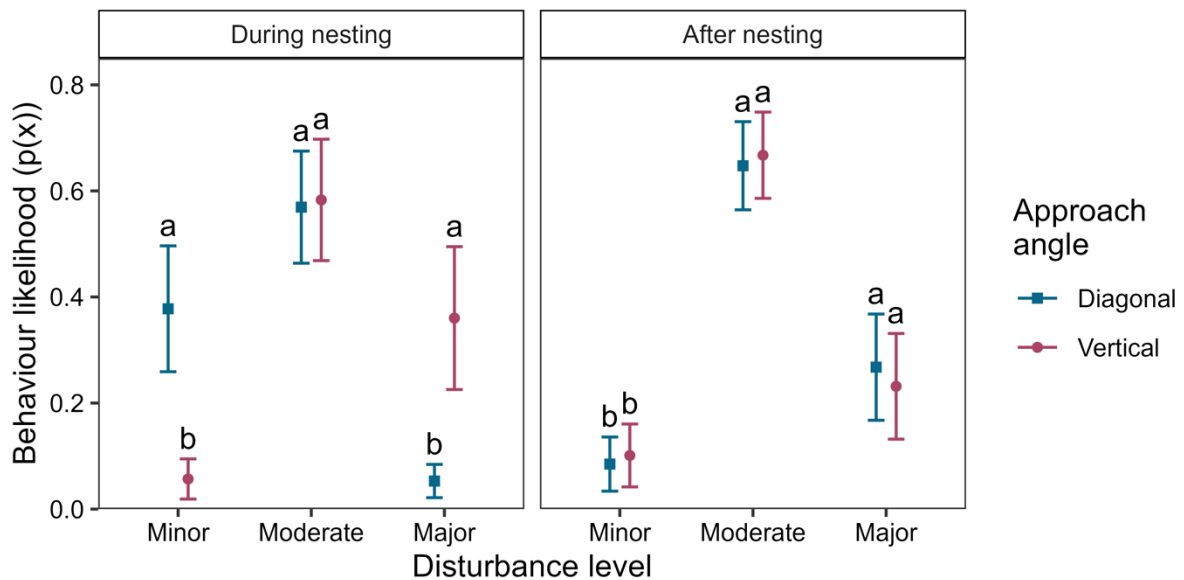 During nesting
After nesting
Behaviour likelihood (p(x))
0.8
0.6
0.4
0.2
0.0
a
b
a
a
b
a
b
b
a
a
a
a
Minor
Moderate
Major
Minor
Moderate
Major
Disturbance level
Approach
angle
Diagonal
Vertical